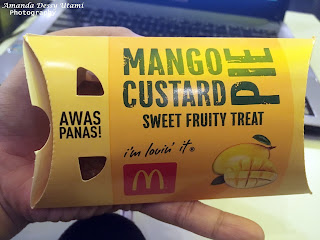 Amanda Dessy Utami
Photography
MANGO
CUSTARD
PIE
SWEET FRUITY TREAT
AWAS
PANAS!
i'm lovin' it ®